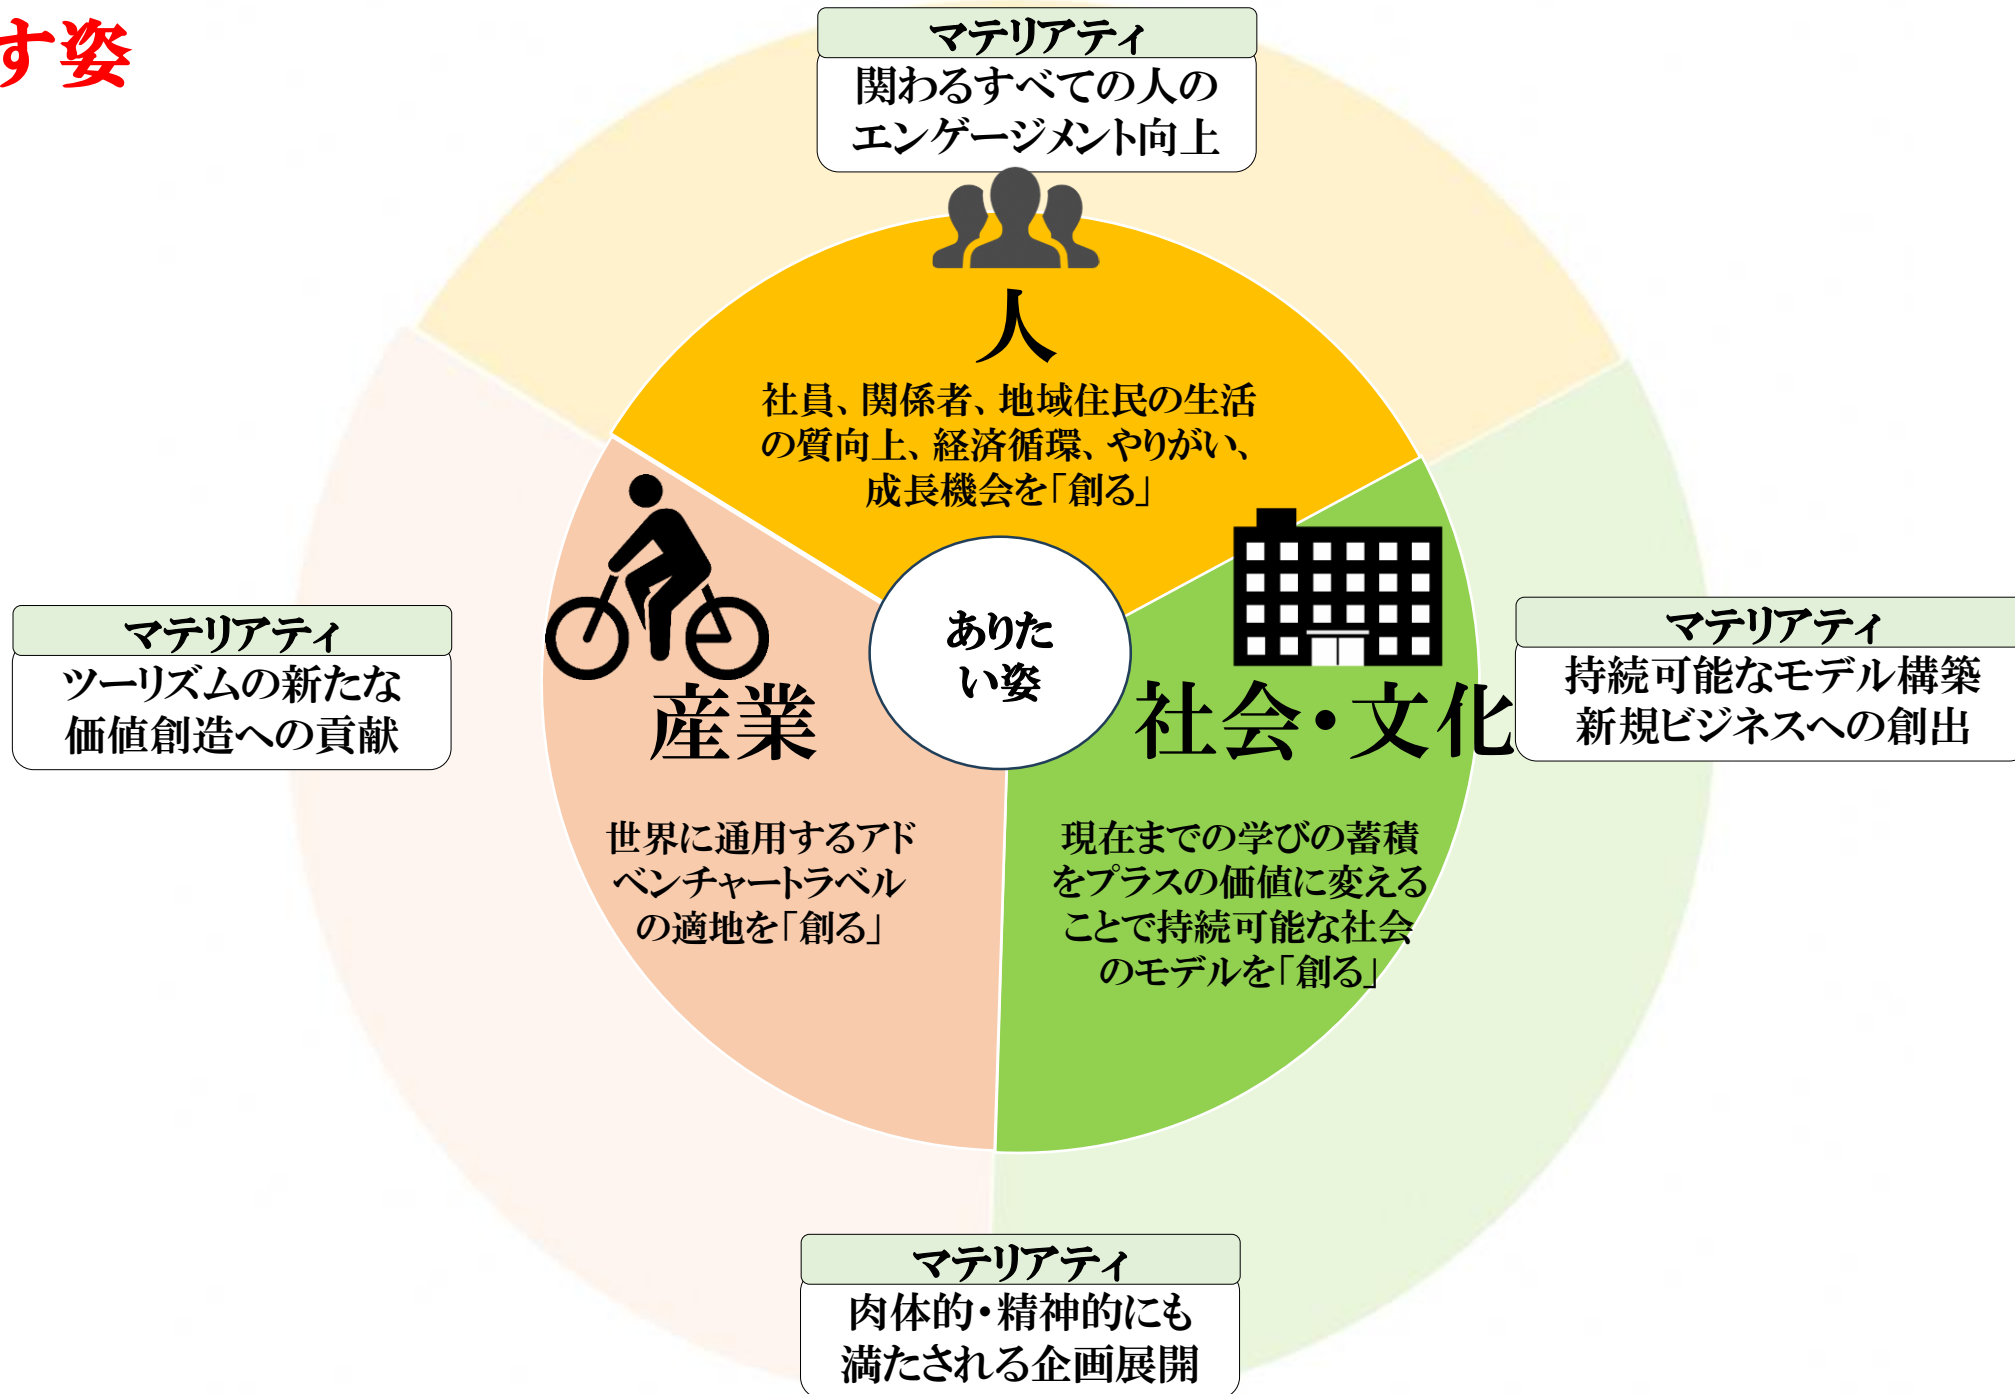 す姿
マテリアティ
関わるすべての人の
エンゲージメント向上
人
社員、関係者、地域住民の生活
の質向上、経済循環、やりがい、
成長機会を「創る」
ありた
い姿
マテリアティ
ツーリズムの新たな
価値創造への貢献
産業
世界に通用するアド
ベンチャートラベル
の適地を「創る」
社会・文化
現在までの学びの蓄積
をプラスの価値に変える
ことで持続可能な社会
のモデルを「創る」
マテリアティ
持続可能なモデル構築
新規ビジネスへの創出
マテリアティ
肉体的・精神的にも
満たされる企画展開